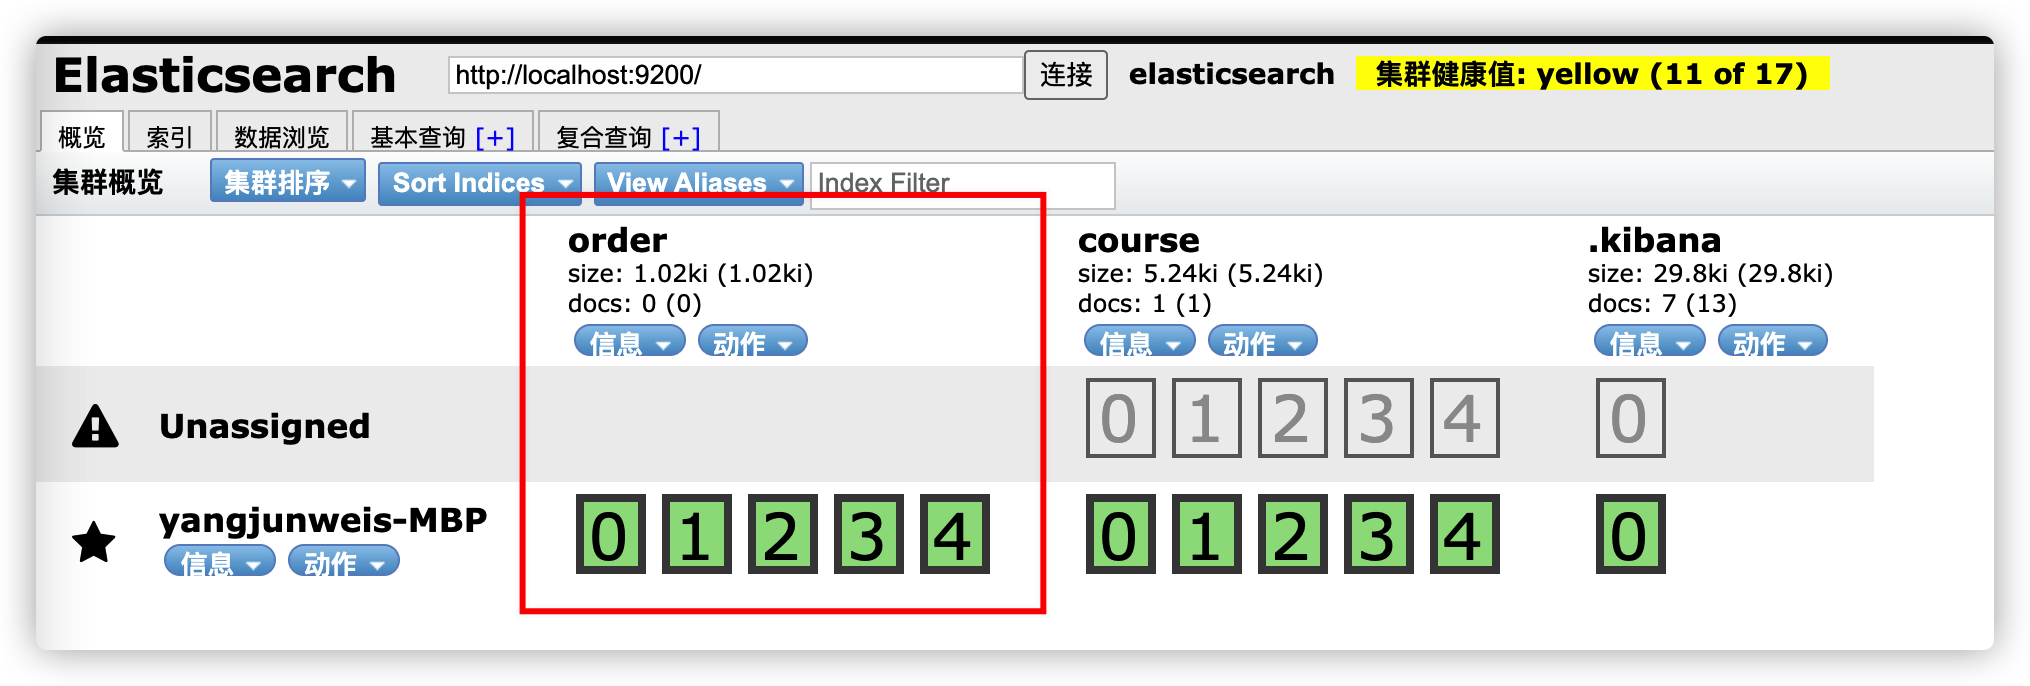 Elasticsearch http://localhost:9200/ 连接 elasticsearch 集群健康值: yellow (11 of 17)
概览 索引 数据浏览 基本查询 [+] 复合查询 [+]
集群概览 集群排序 Sort Indices View Aliases Index Filter
order course .kibana
size: 1.02ki (1.02ki) size: 5.24ki (5.24ki) size: 29.8ki (29.8ki)
docs: 0 (0) docs: 1 (1) docs: 7 (13)
信息 动作 信息 动作 信息 动作
Unassigned 0 1 2 3 4 0
yangjunweis-MBP 0 1 2 3 4 0 1 2 3 4 0
信息 动作